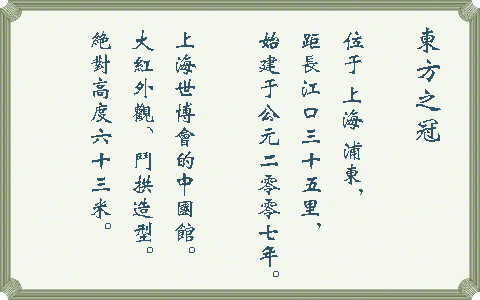 東方之冠
位于上海浦東，
距長江口三十五里，
始建于公元二零零七年。
上海世博會的中國館。
大紅外觀、鬥拱造型。
絕對高度六十三米。